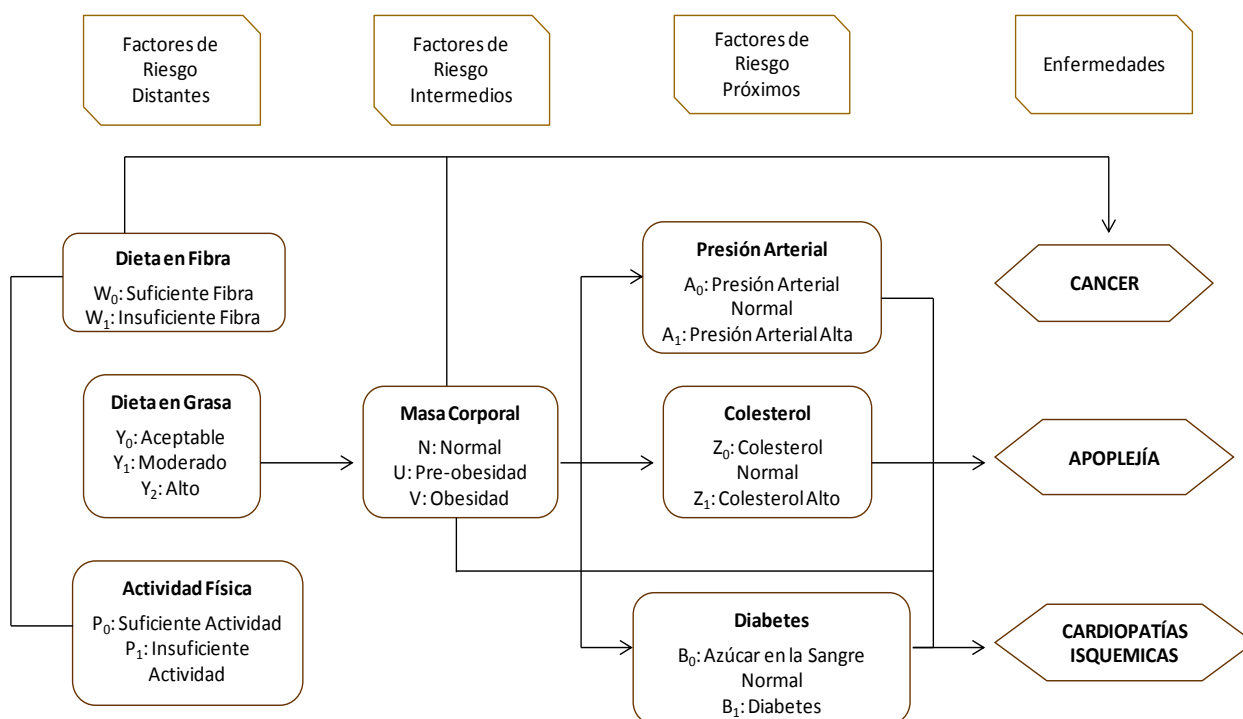 Factores de
Riesgo
Distantes
Factores de
Riesgo
Intermedios
Factores de
Riesgo
Próximos
Enfermedades
Dieta en Fibra
W₀: Suficiente Fibra
W₁: Insuficiente Fibra
Presión Arterial
A₀: Presión Arterial
Normal
A₁: Presión Arterial Alta
CANCER
Dieta en Grasa
Y₀: Aceptable
Y₁: Moderado
Y₂: Alto
Masa Corporal
N: Normal
U: Pre-obesidad
V: Obesidad
Colesterol
Z₀: Colesterol
Normal
Z₁: Colesterol Alto
APOPLEJÍA
Actividad Física
P₀: Suficiente Actividad
P₁: Insuficiente
Actividad
Diabetes
B₀: Azúcar en la Sangre
Normal
B₁: Diabetes
CARDIOPATÍAS
ISQUEMICAS